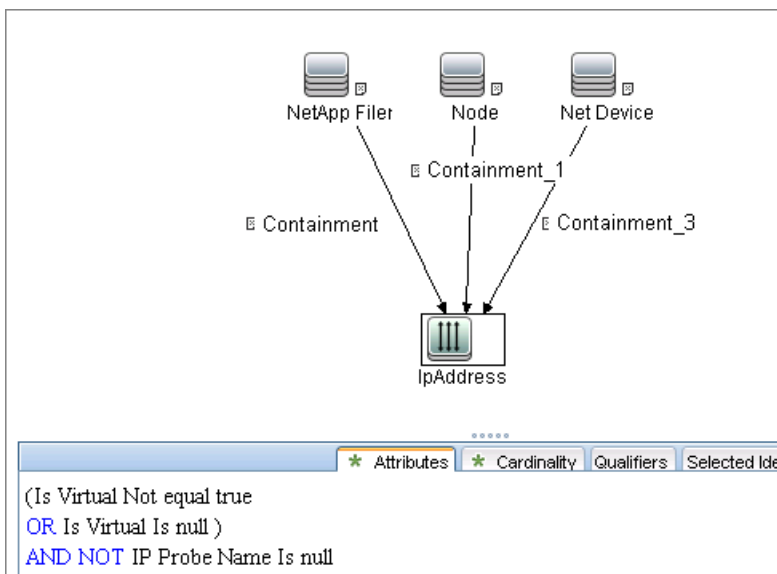 NetApp Filer Node Net Device
Containment_1
Containment Containment_3
IpAddress
* Attributes * Cardinality Qualifiers Selected Ide
(Is Virtual Not equal true
OR Is Virtual Is null )
AND NOT IP Probe Name Is null